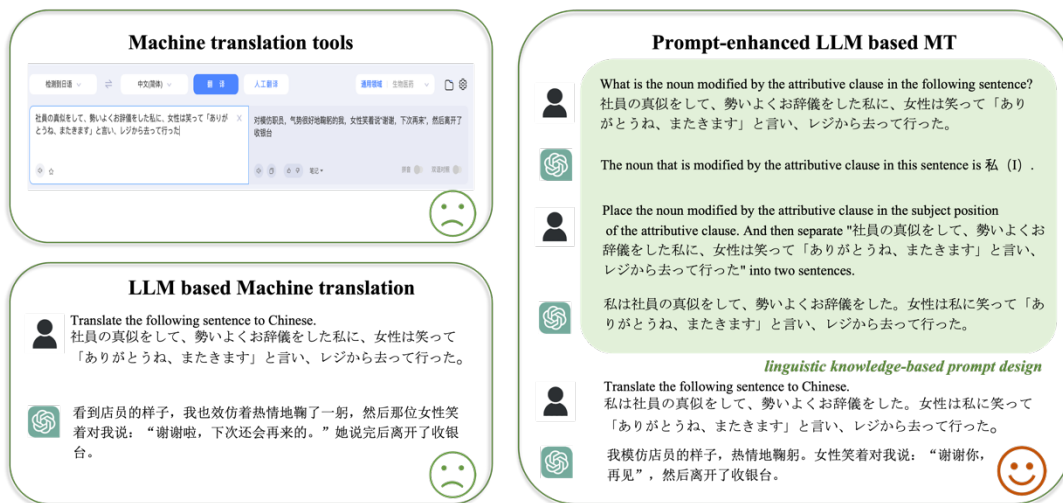 Machine translation tools
检测到日语
中文(简体)
翻 译
人工翻译
通用领域
生物医药
社員の真似をして、勢いよくお辞儀をした私に、女性は笑って「ありが
とうね、またきます」と言い、レジから去って行った
对模仿职员,气势很好地鞠躬的我,女性笑着说“谢谢,下次再来”,然后离开了
收银台
笔记
LLM based Machine translation
Translate the following sentence to Chinese.
社員の真似をして、勢いよくお辞儀をした私に、女性は笑って
「ありがとうね、またきます」と言い、レジから去って行った。
看到店员的样子，我也效仿着热情地鞠了一躬，然后那位女性笑
着对我说：“谢谢啦，下次还会再来的。”她说完后离开了收银
台。
Prompt-enhanced LLM based MT
What is the noun modified by the attributive clause in the following sentence?
社員の真似をして、勢いよくお辞儀をした私に、女性は笑って「あり
がとうね、またきます」と言い、レジから去って行った。
The noun that is modified by the attributive clause in this sentence is 私（I）.
Place the noun modified by the attributive clause in the subject position
of the attributive clause. And then separate "社員の真似をして、勢いよくお
辞儀をした私に、女性は笑って「ありがとうね、またきます」と言い、
レジから去って行った" into two sentences.
私は社員の真似をして、勢いよくお辞儀をした。女性は私に笑って「あ
りがとうね、またきます」と言い、レジから去って行った。
linguistic knowledge-based prompt design
Translate the following sentence to Chinese.
私は社員の真似をして、勢いよくお辞儀をした。女性は私に笑って
「ありがとうね、またきます」と言い、レジから去って行った。
我模仿店员的样子，热情地鞠躬。女性笑着对我说：“谢谢你，
再见”，然后离开了收银台。